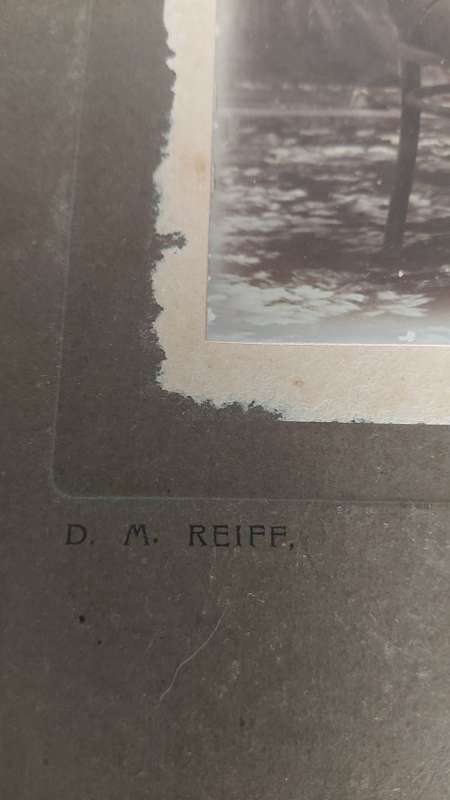 D. M. REIFF,